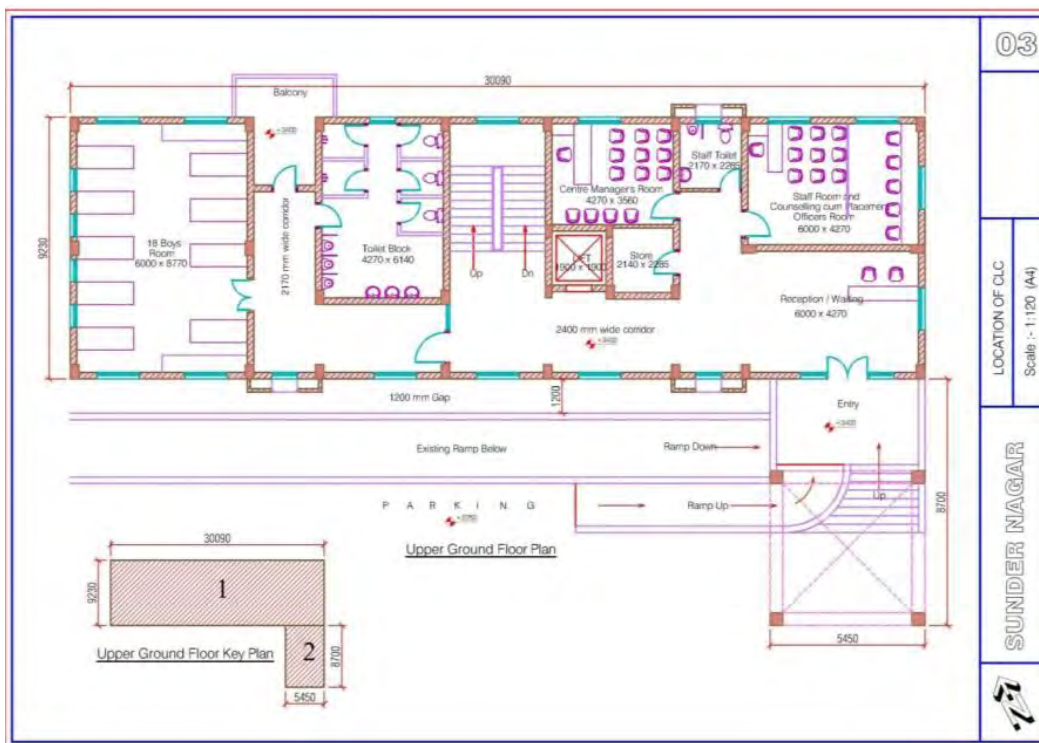 03
30090
Balcony
9230
18 Boys
Room
6000 x 8770
2170 mm wide corridor
Toilet Block
4270 x 6140
Up
Dn
Centre Manager's Room
4270 x 3560
LIFT
1900 x 1900
Store
2140 x 2285
Staff Toilet
2170 x 2285
Staff Room and
Counselling cum Placement
Officers Room
6000 x 4270
Reception / Waiting
6000 x 4270
2400 mm wide corridor
1200 mm Gap
1200
Entry
Existing Ramp Below
Ramp Down
Up
PARKING
Ramp Up
8700
5450
Upper Ground Floor Plan
30090
9230
1
2
8700
5450
Upper Ground Floor Key Plan
LOCATION OF CLC
Scale :- 1:120 (A4)
SUNDER NAGAR